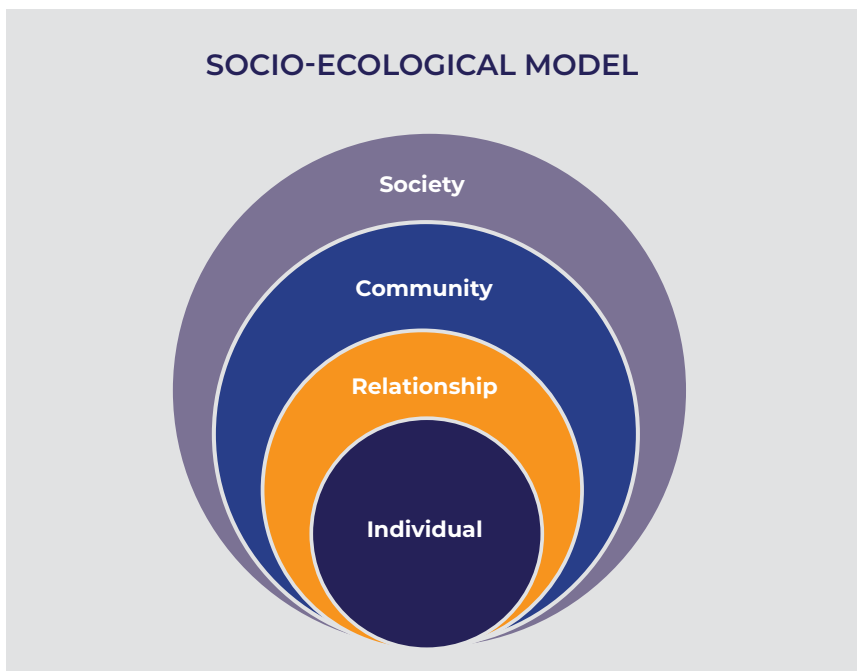 SOCIO-ECOLOGICAL MODEL
Society
Community
Relationship
Individual